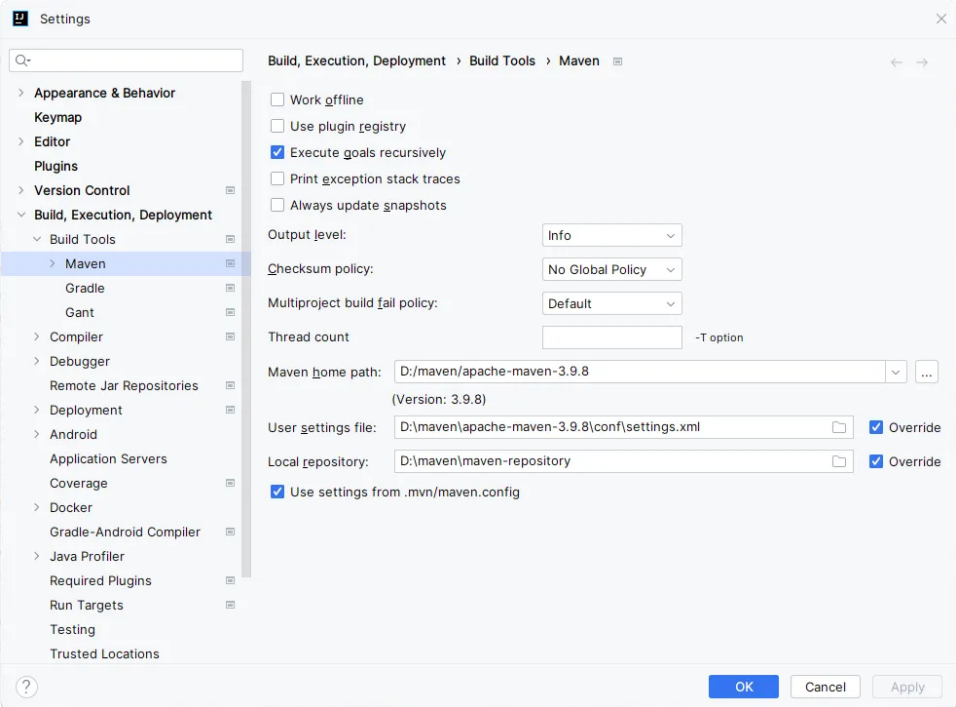 Settings
Build, Execution, Deployment › Build Tools › Maven
Appearance & Behavior
Keymap
Editor
Plugins
Version Control
Build, Execution, Deployment
Build Tools
Maven
Gradle
Gant
Compiler
Debugger
Remote Jar Repositories
Deployment
Android
Application Servers
Coverage
Docker
Gradle-Android Compiler
Java Profiler
Required Plugins
Run Targets
Testing
Trusted Locations
Work offline
Use plugin registry
Execute goals recursively
Print exception stack traces
Always update snapshots
Output level: Info
Checksum policy: No Global Policy
Multiproject build fail policy: Default
Thread count -T option
Maven home path: D:/maven/apache-maven-3.9.8 ...
(Version: 3.9.8)
User settings file: D:\maven\apache-maven-3.9.8\conf\settings.xml Override
Local repository: D:\maven\maven-repository Override
Use settings from .mvn/maven.config
? OK Cancel Apply